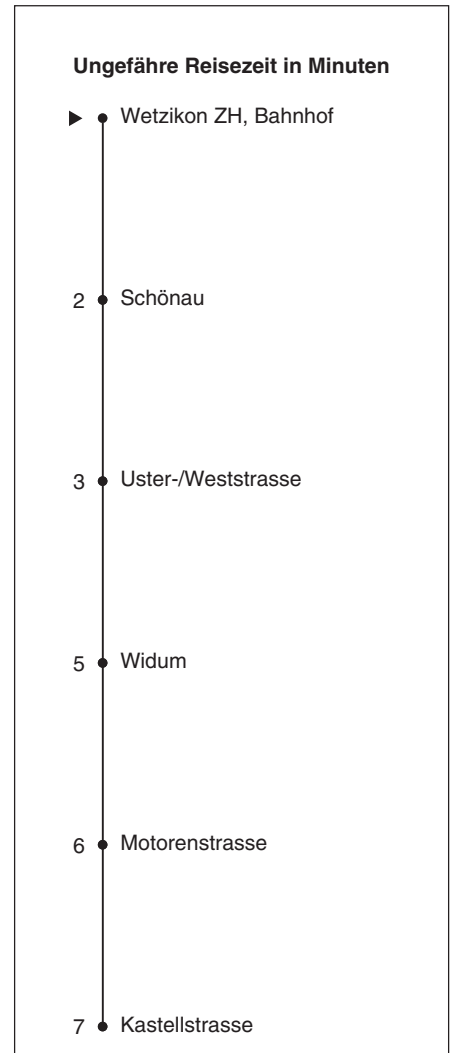 Ungefähre Reisezeit in Minuten
Wetzikon ZH, Bahnhof
2 Schönau
3 Uster-/Weststrasse
5 Widum
6 Motorenstrasse
7 Kastellstrasse